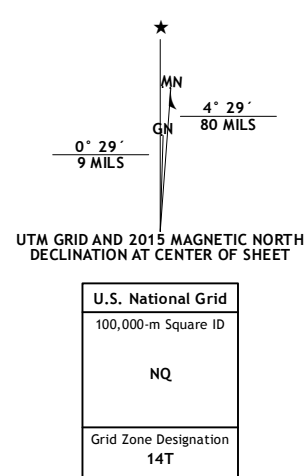 ★
MN
GN
4° 29´
80 MILS
0° 29´
9 MILS
UTM GRID AND 2015 MAGNETIC NORTH
DECLINATION AT CENTER OF SHEET
U.S. National Grid
100,000-m Square ID
NQ
Grid Zone Designation
14T